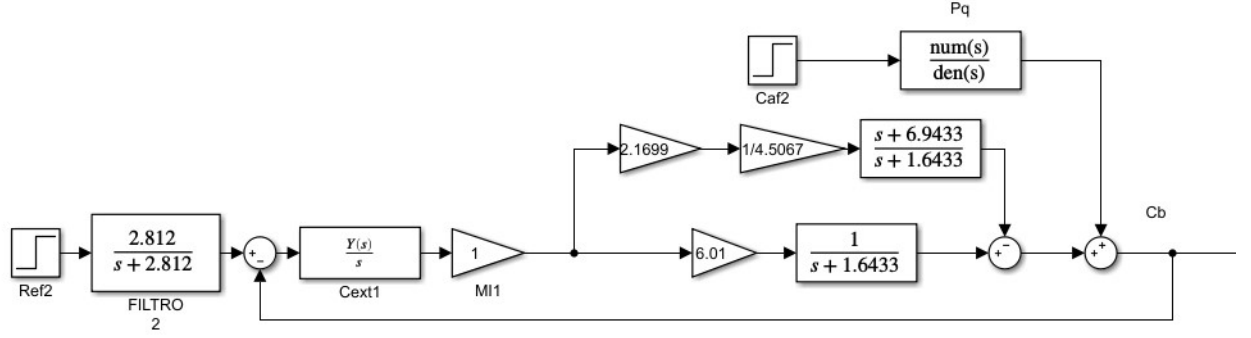 Pq
num(s)
den(s)
Caf2
2.1699
1/4.5067
s + 6.9433
s + 1.6433
Cb
2.812
s + 2.812
+
−
Y(s)
s
1
6.01
1
s + 1.6433
−
+
+
+
Ref2
FILTRO
2
Cext1
MI1